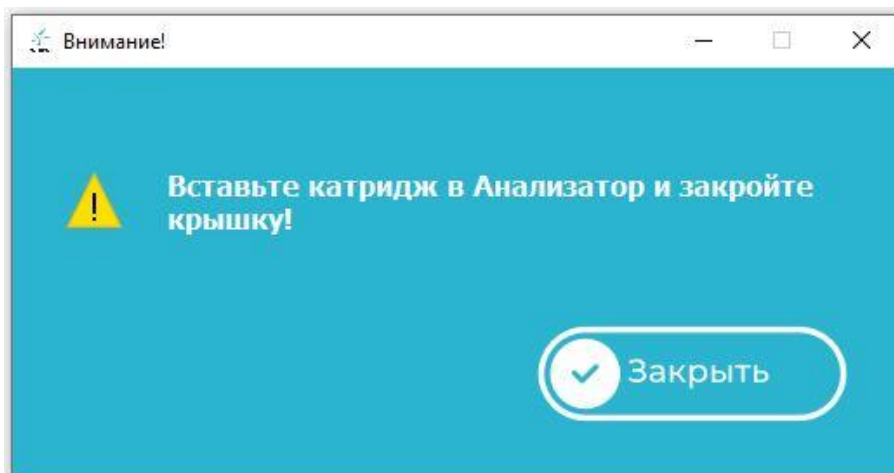 Внимание!
Вставьте катридж в Анализатор и закройте
крышку!
Закрыть